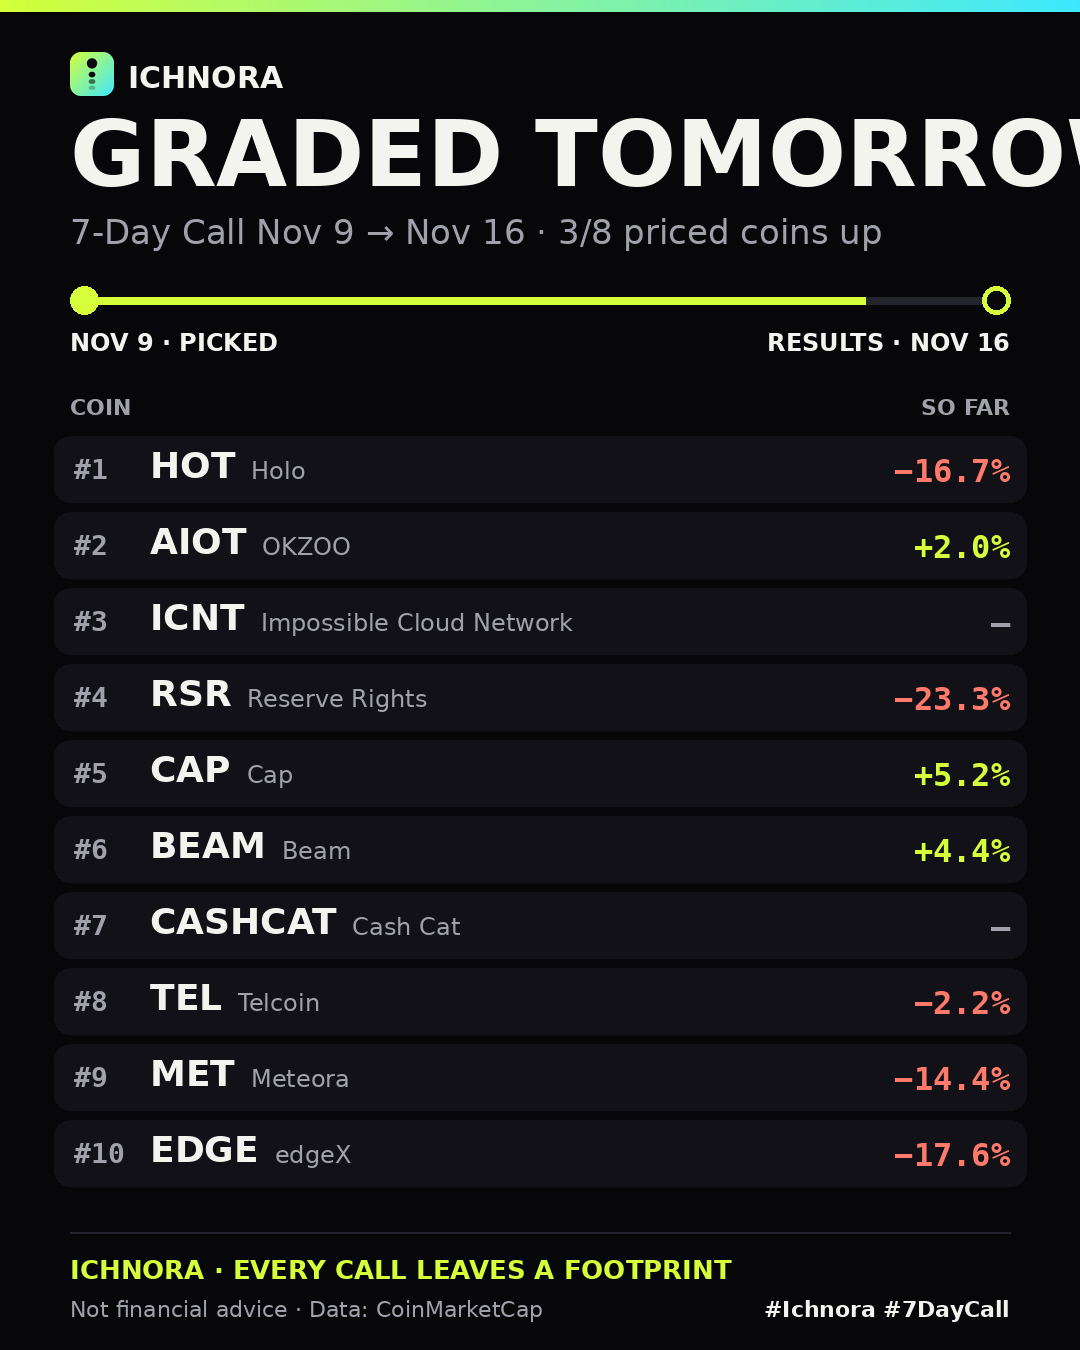 ICHNORA
GRADED TOMORROW
7-Day Call Nov 9 → Nov 16 · 3/8 priced coins up
NOV 9 · PICKED RESULTS · NOV 16
COIN SO FAR
#1 HOT Holo −16.7%
#2 AIOT OKZOO +2.0%
#3 ICNT Impossible Cloud Network —
#4 RSR Reserve Rights −23.3%
#5 CAP Cap +5.2%
#6 BEAM Beam +4.4%
#7 CASHCAT Cash Cat —
#8 TEL Telcoin −2.2%
#9 MET Meteora −14.4%
#10 EDGE edgeX −17.6%
ICHNORA · EVERY CALL LEAVES A FOOTPRINT
Not financial advice · Data: CoinMarketCap #Ichnora #7DayCall